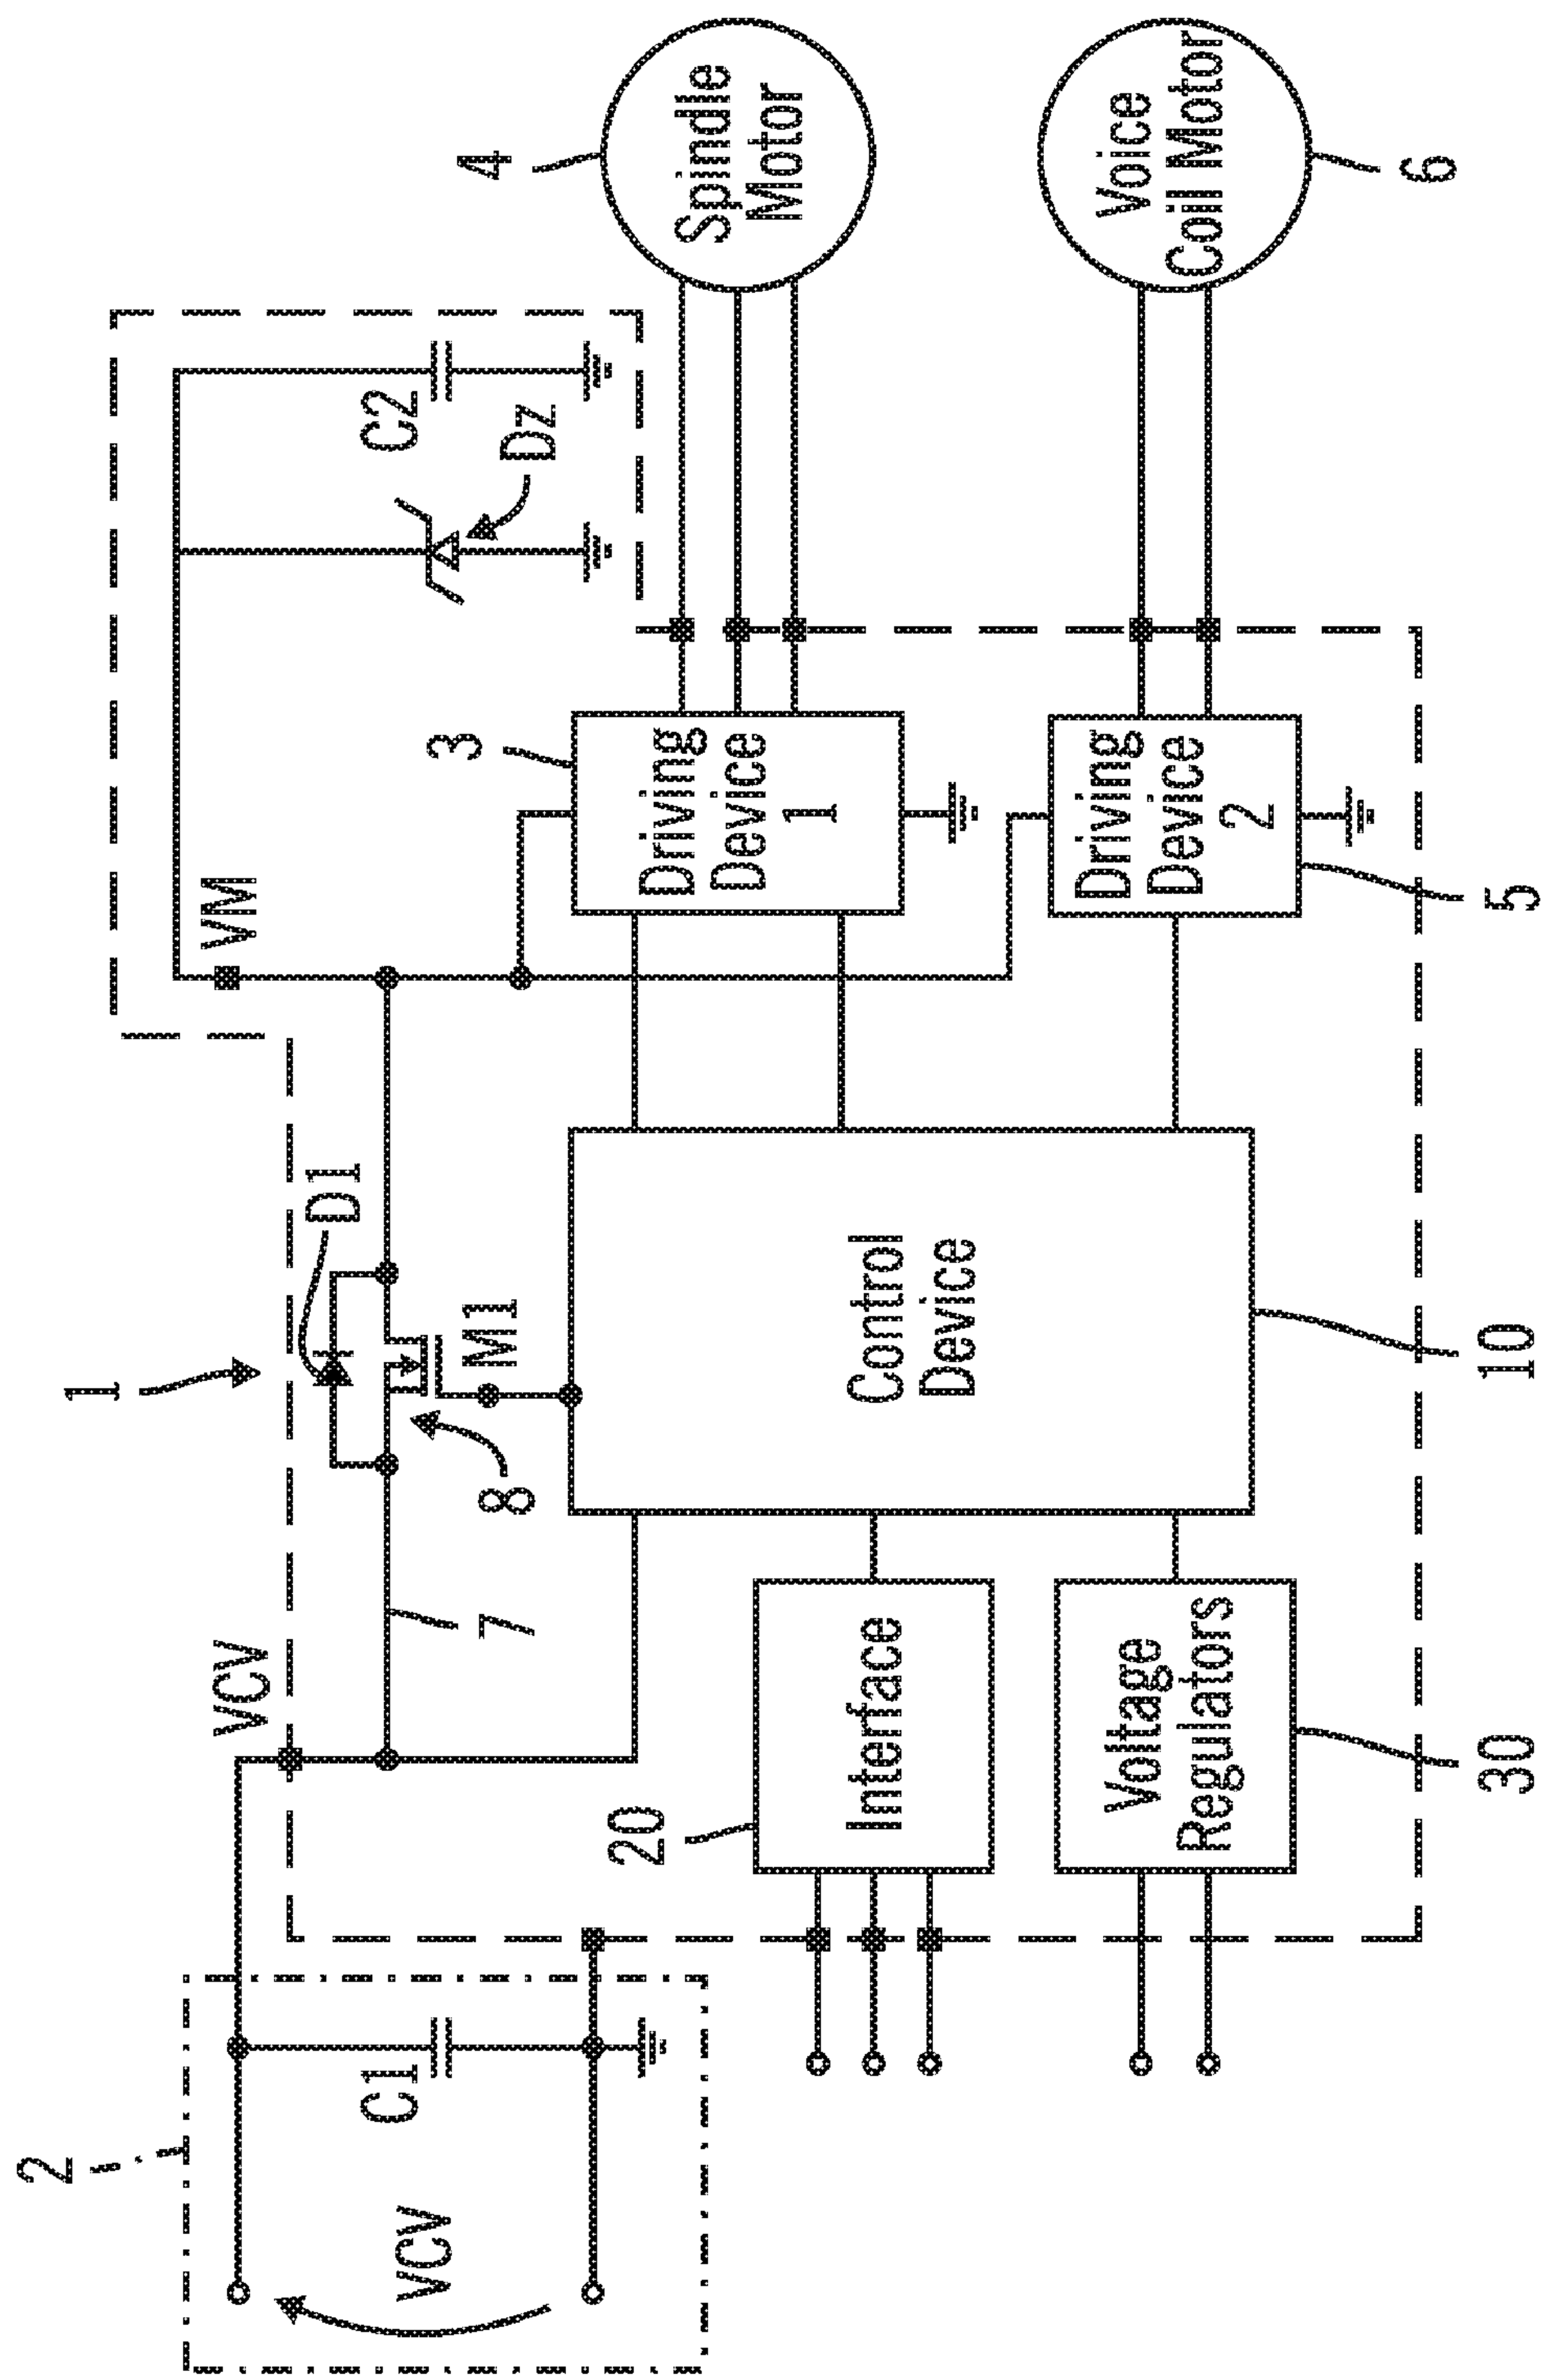 2
VCV
C1
VCV
1
D1
7
8
M1
VM
C2
Dz
3
Driving
Device
1
4
Spindle
Motor
20
Interface
Control
Device
10
Voltage
Regulators
30
Driving
Device
2
5
Voice
Coil Motor
6